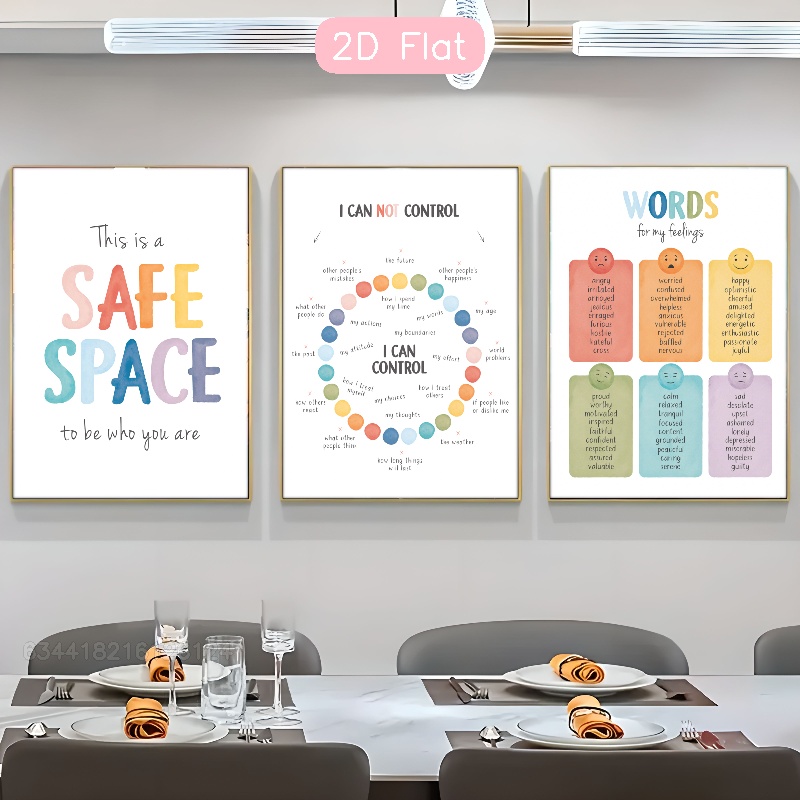 2D Flat
This is a
SAFE
SPACE
to be who you are
I CAN NOT CONTROL
the future
other people's
mistakes
other people's
happiness
what other
people do
my age
the past
world
problems
how others
react
if people like
or dislike me
what other
people think
the weather
how long things
will last
how I spend
my time
my actions
my words
my boundaries
my attitude
my effort
I CAN
CONTROL
how I treat
myself
how I treat
others
my choices
my thoughts
WORDS
for my feelings
angry
irritated
annoyed
jealous
enraged
furious
hostile
hateful
cross
worried
confused
overwhelmed
helpless
anxious
vulnerable
rejected
baffled
nervous
happy
optimistic
cheerful
amused
delighted
energetic
enthusiastic
passionate
joyful
proud
worthy
motivated
inspired
faithful
confident
respected
assured
valuable
calm
relaxed
tranquil
focused
content
grounded
peaceful
caring
serene
sad
desolate
upset
ashamed
lonely
depressed
miserable
hopeless
guilty